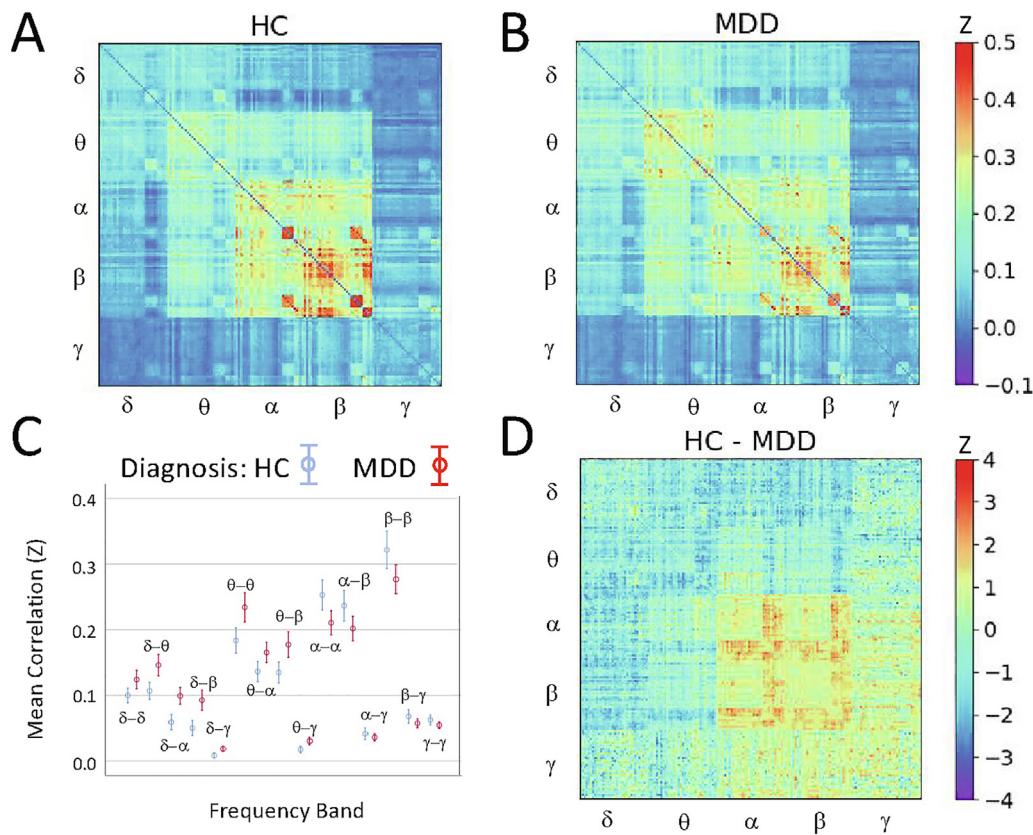 A
HC
B
MDD
Z
δ
θ
α
β
γ
δ θ α β γ
δ
θ
α
β
γ
δ θ α β γ
0.5
0.4
0.3
0.2
0.1
0.0
−0.1
C
Diagnosis: HC MDD
Mean Correlation (Z)
0.4
0.3
0.2
0.1
0.0
β–β
θ–θ
α–β
θ–β
α–α
δ–θ
θ–α
δ–β
δ–δ
δ–α
δ–γ
θ–γ
α–γ
β–γ
γ–γ
Frequency Band
D
HC - MDD
Z
δ
θ
α
β
γ
δ θ α β γ
4
3
2
1
0
−1
−2
−3
−4